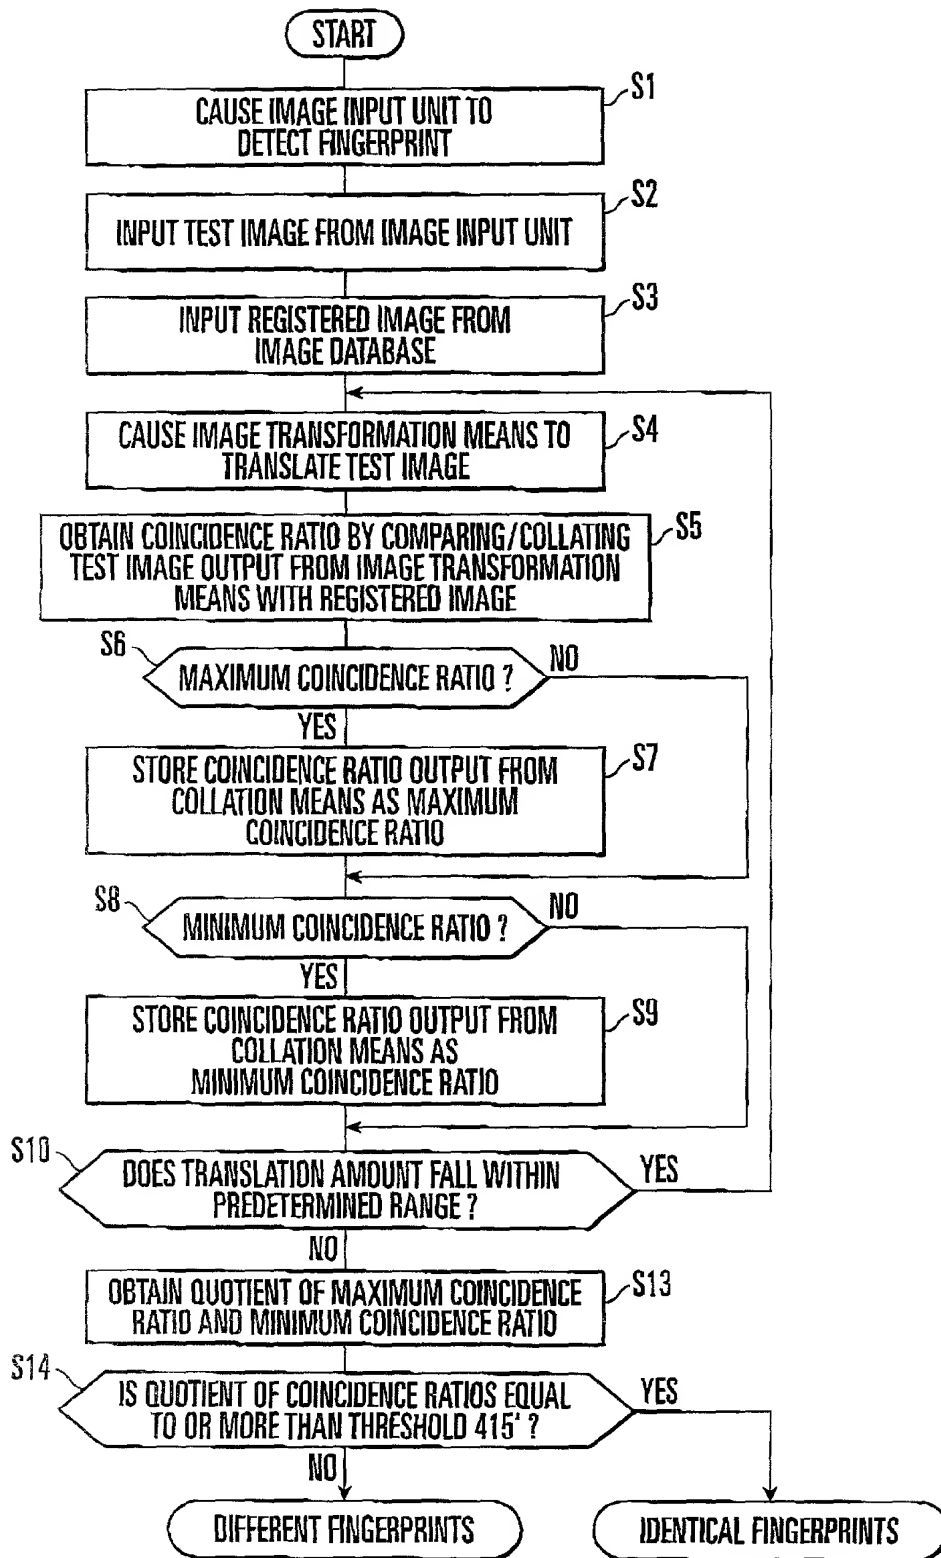 START
S1
CAUSE IMAGE INPUT UNIT TO
DETECT FINGERPRINT
S2
INPUT TEST IMAGE FROM IMAGE INPUT UNIT
S3
INPUT REGISTERED IMAGE FROM
IMAGE DATABASE
S4
CAUSE IMAGE TRANSFORMATION MEANS TO
TRANSLATE TEST IMAGE
S5
OBTAIN COINCIDENCE RATIO BY COMPARING/COLLATING
TEST IMAGE OUTPUT FROM IMAGE TRANSFORMATION
MEANS WITH REGISTERED IMAGE
S6
NO
MAXIMUM COINCIDENCE RATIO ?
YES
S7
STORE COINCIDENCE RATIO OUTPUT FROM
COLLATION MEANS AS MAXIMUM
COINCIDENCE RATIO
S8
NO
MINIMUM COINCIDENCE RATIO ?
YES
S9
STORE COINCIDENCE RATIO OUTPUT FROM
COLLATION MEANS AS
MINIMUM COINCIDENCE RATIO
S10
DOES TRANSLATION AMOUNT FALL WITHIN
PREDETERMINED RANGE ?
YES
NO
S13
OBTAIN QUOTIENT OF MAXIMUM COINCIDENCE
RATIO AND MINIMUM COINCIDENCE RATIO
S14
IS QUOTIENT OF COINCIDENCE RATIOS EQUAL
TO OR MORE THAN THRESHOLD 415' ?
YES
NO
DIFFERENT FINGERPRINTS
IDENTICAL FINGERPRINTS